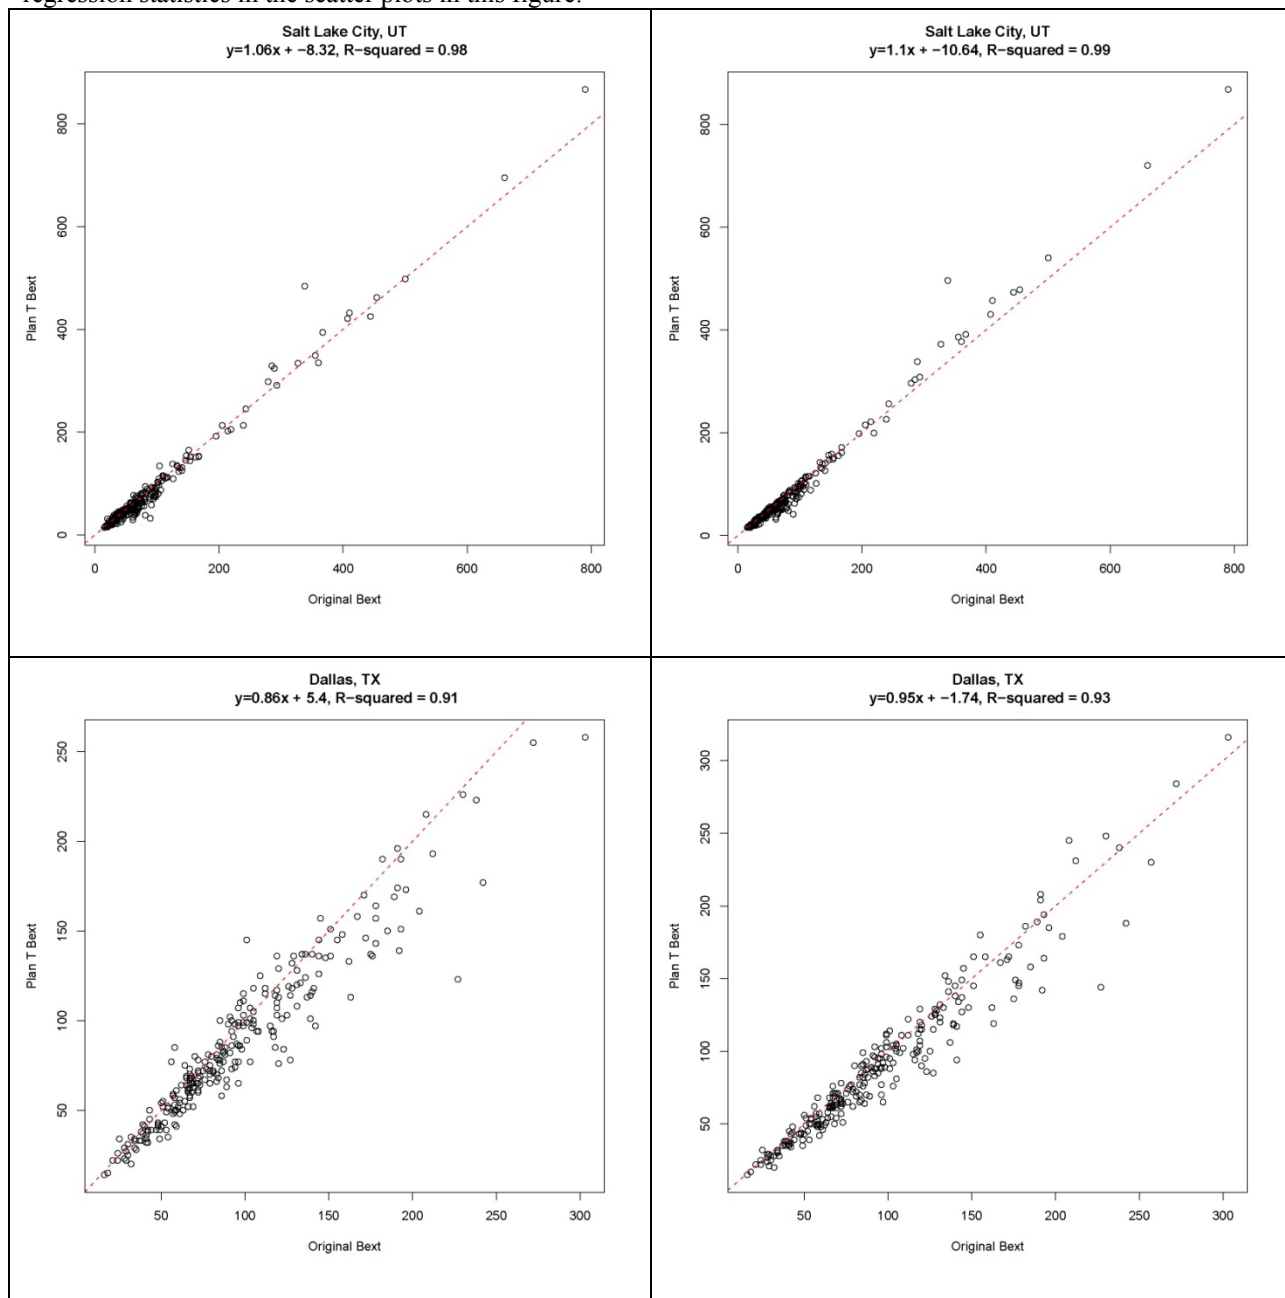 regression statistics in the scatter plots in this figure.
Salt Lake City, UT
y=1.06x + −8.32, R−squared = 0.98
Plan T Bext
800
600
400
200
0
0 200 400 600 800
Original Bext
Salt Lake City, UT
y=1.1x + −10.64, R−squared = 0.99
Plan T Bext
800
600
400
200
0
0 200 400 600 800
Original Bext
Dallas, TX
y=0.86x + 5.4, R−squared = 0.91
Plan T Bext
250
200
150
100
50
50 100 150 200 250 300
Original Bext
Dallas, TX
y=0.95x + −1.74, R−squared = 0.93
Plan T Bext
300
250
200
150
100
50
50 100 150 200 250 300
Original Bext